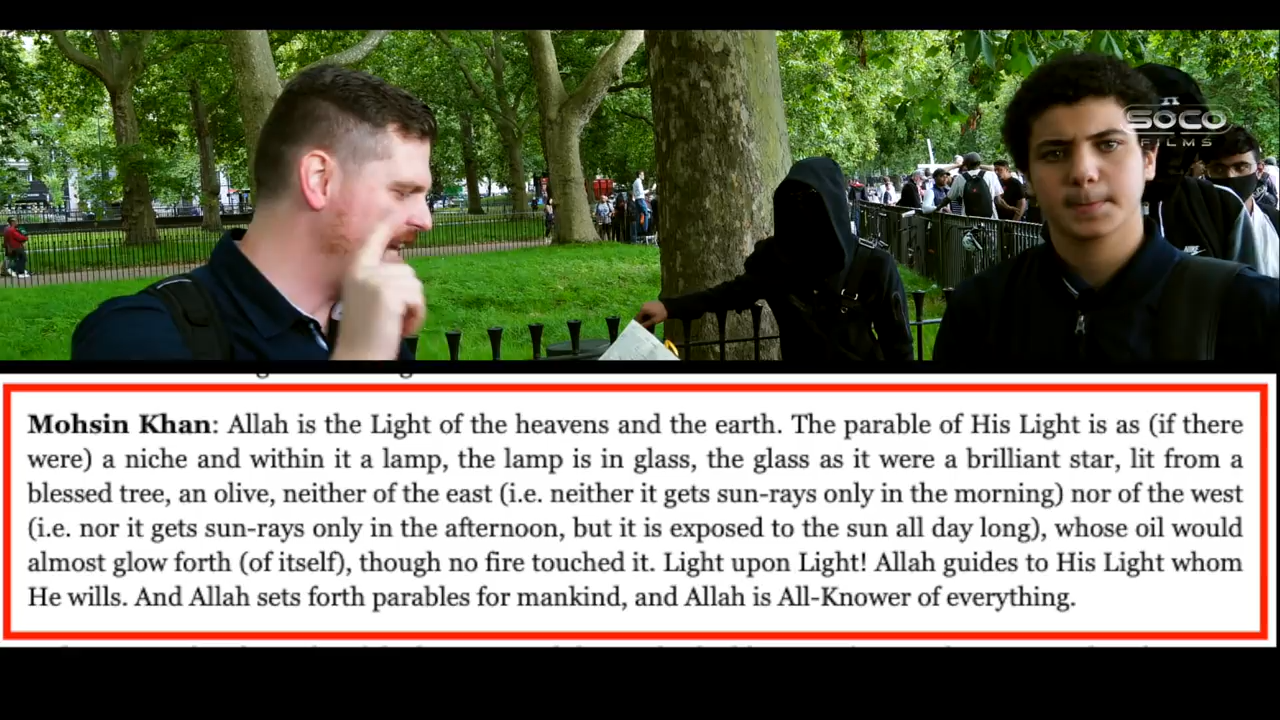 SOCO
FILMS
NIKE
Mohsin Khan: Allah is the Light of the heavens and the earth. The parable of His Light is as (if there
were) a niche and within it a lamp, the lamp is in glass, the glass as it were a brilliant star, lit from a
blessed tree, an olive, neither of the east (i.e. neither it gets sun-rays only in the morning) nor of the west
(i.e. nor it gets sun-rays only in the afternoon, but it is exposed to the sun all day long), whose oil would
almost glow forth (of itself), though no fire touched it. Light upon Light! Allah guides to His Light whom
He wills. And Allah sets forth parables for mankind, and Allah is All-Knower of everything.